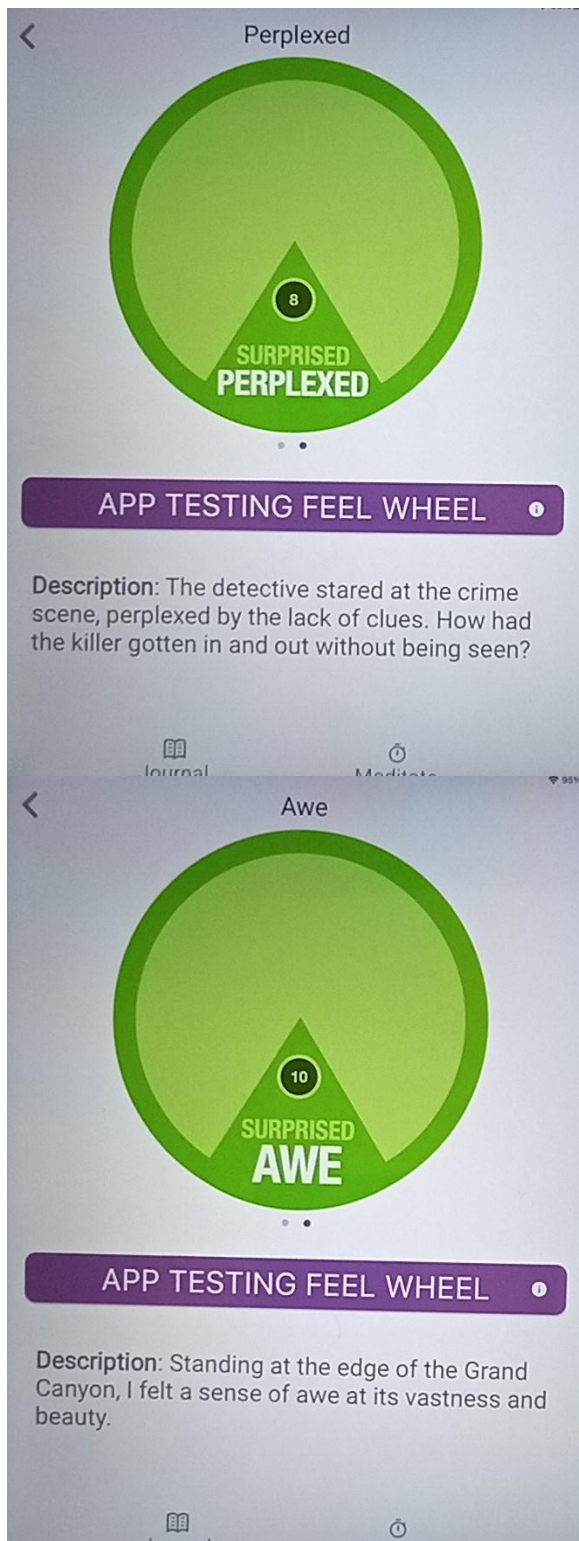 Perplexed
8
SURPRISED
PERPLEXED
APP TESTING FEEL WHEEL
Description: The detective stared at the crime
scene, perplexed by the lack of clues. How had
the killer gotten in and out without being seen?
Journal
Meditate
Awe
10
SURPRISED
AWE
APP TESTING FEEL WHEEL
Description: Standing at the edge of the Grand
Canyon, I felt a sense of awe at its vastness and
beauty.